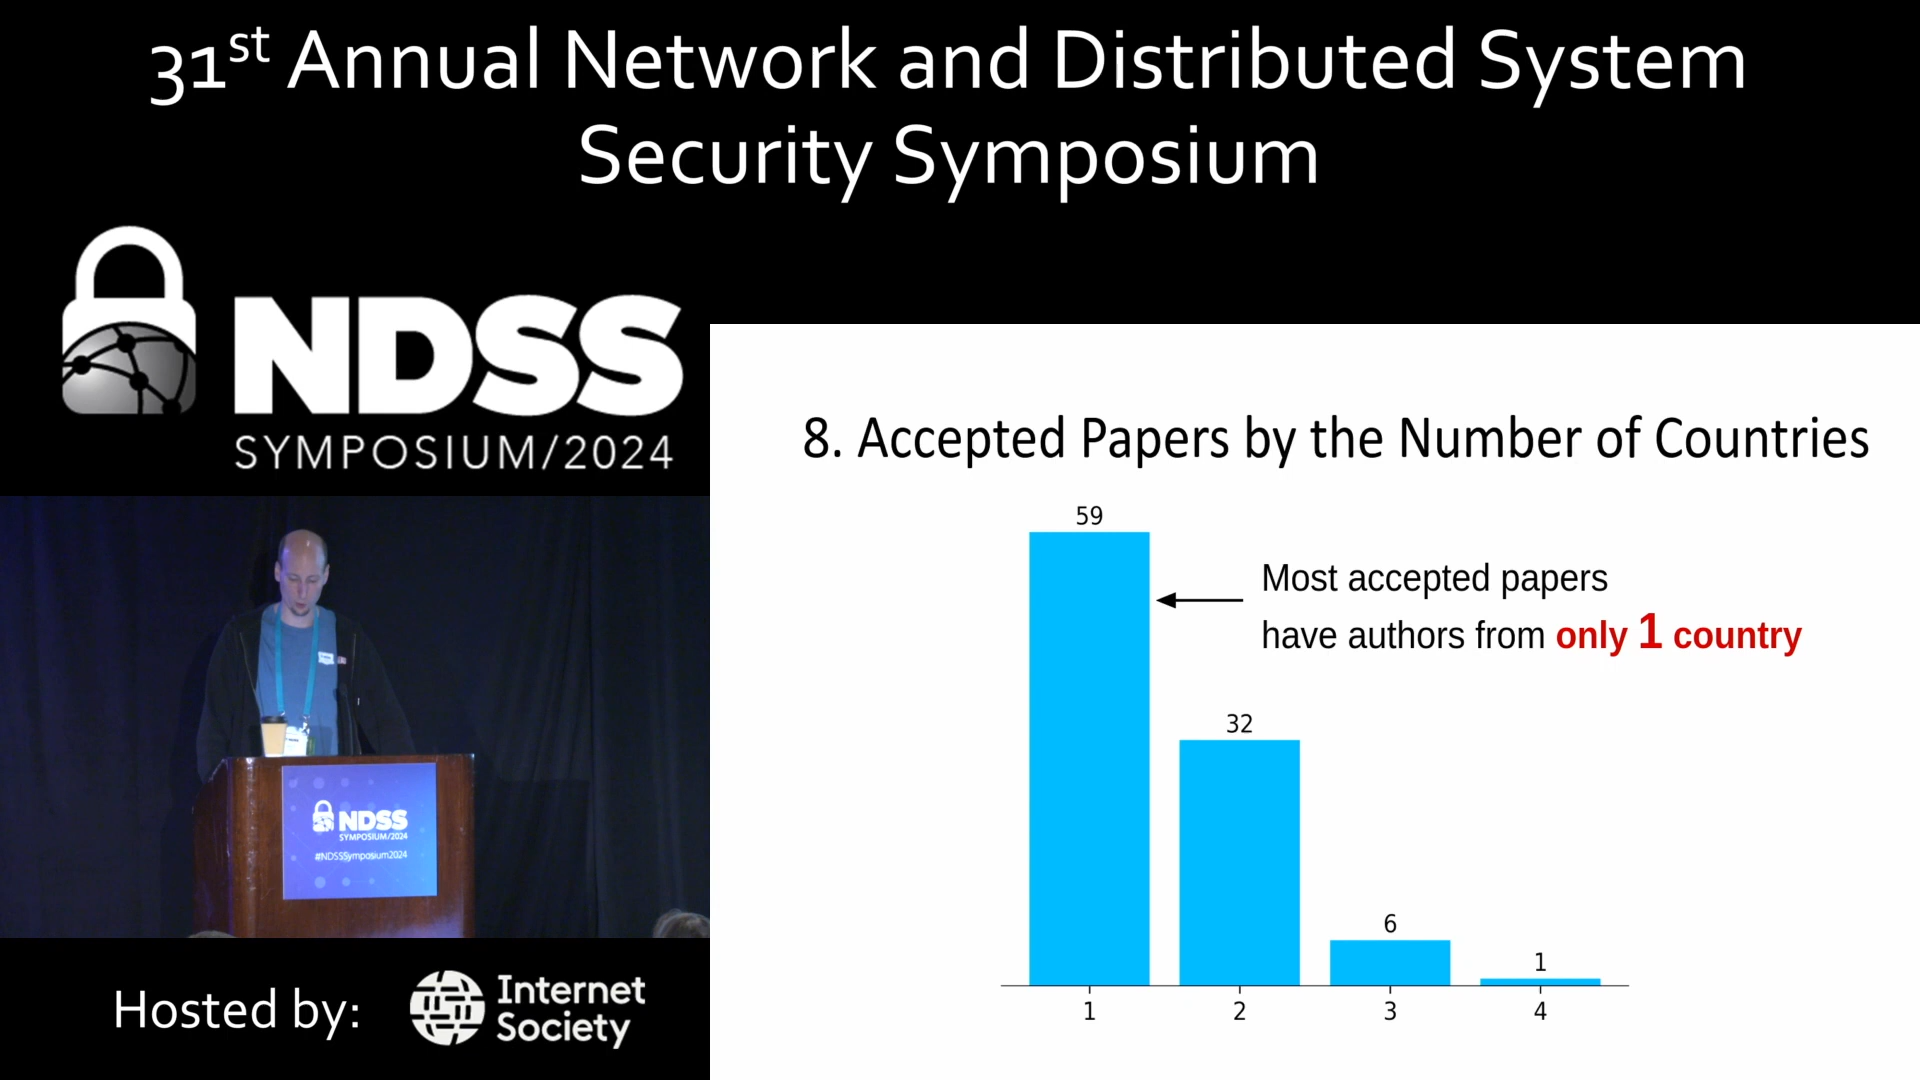 31st Annual Network and Distributed System
Security Symposium
NDSS
SYMPOSIUM/2024
8. Accepted Papers by the Number of Countries
59
Most accepted papers
have authors from only 1 country
32
6
1
1 2 3 4
NDSS
SYMPOSIUM/2024
#NDSSSymposium2024
Hosted by:
Internet
Society